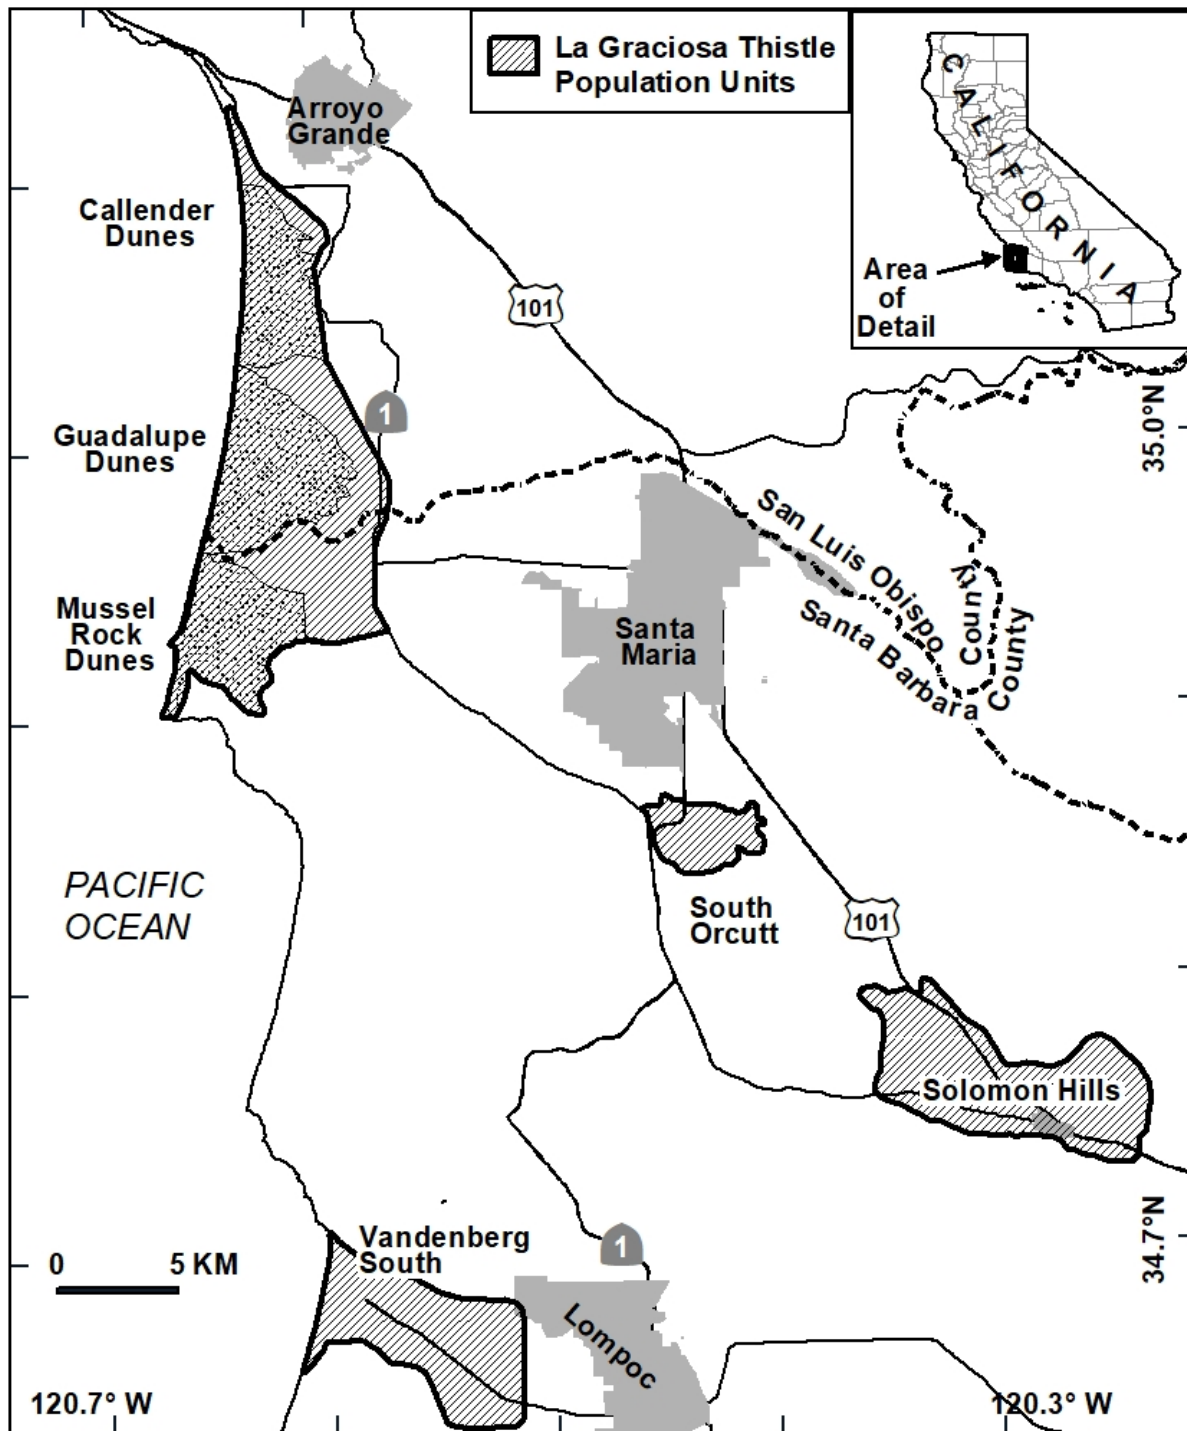 La Graciosa Thistle
Population Units
CALIFORNIA
Area
of
Detail
Arroyo
Grande
Callender
Dunes
101
35.0°N
1
Guadalupe
Dunes
San Luis Obispo County
Santa Barbara County
Mussel
Rock
Dunes
Santa
Maria
PACIFIC
OCEAN
South
Orcutt
101
Solomon Hills
34.7°N
Vandenberg
South
1
0 5 KM
Lompoc
120.7° W
120.3° W